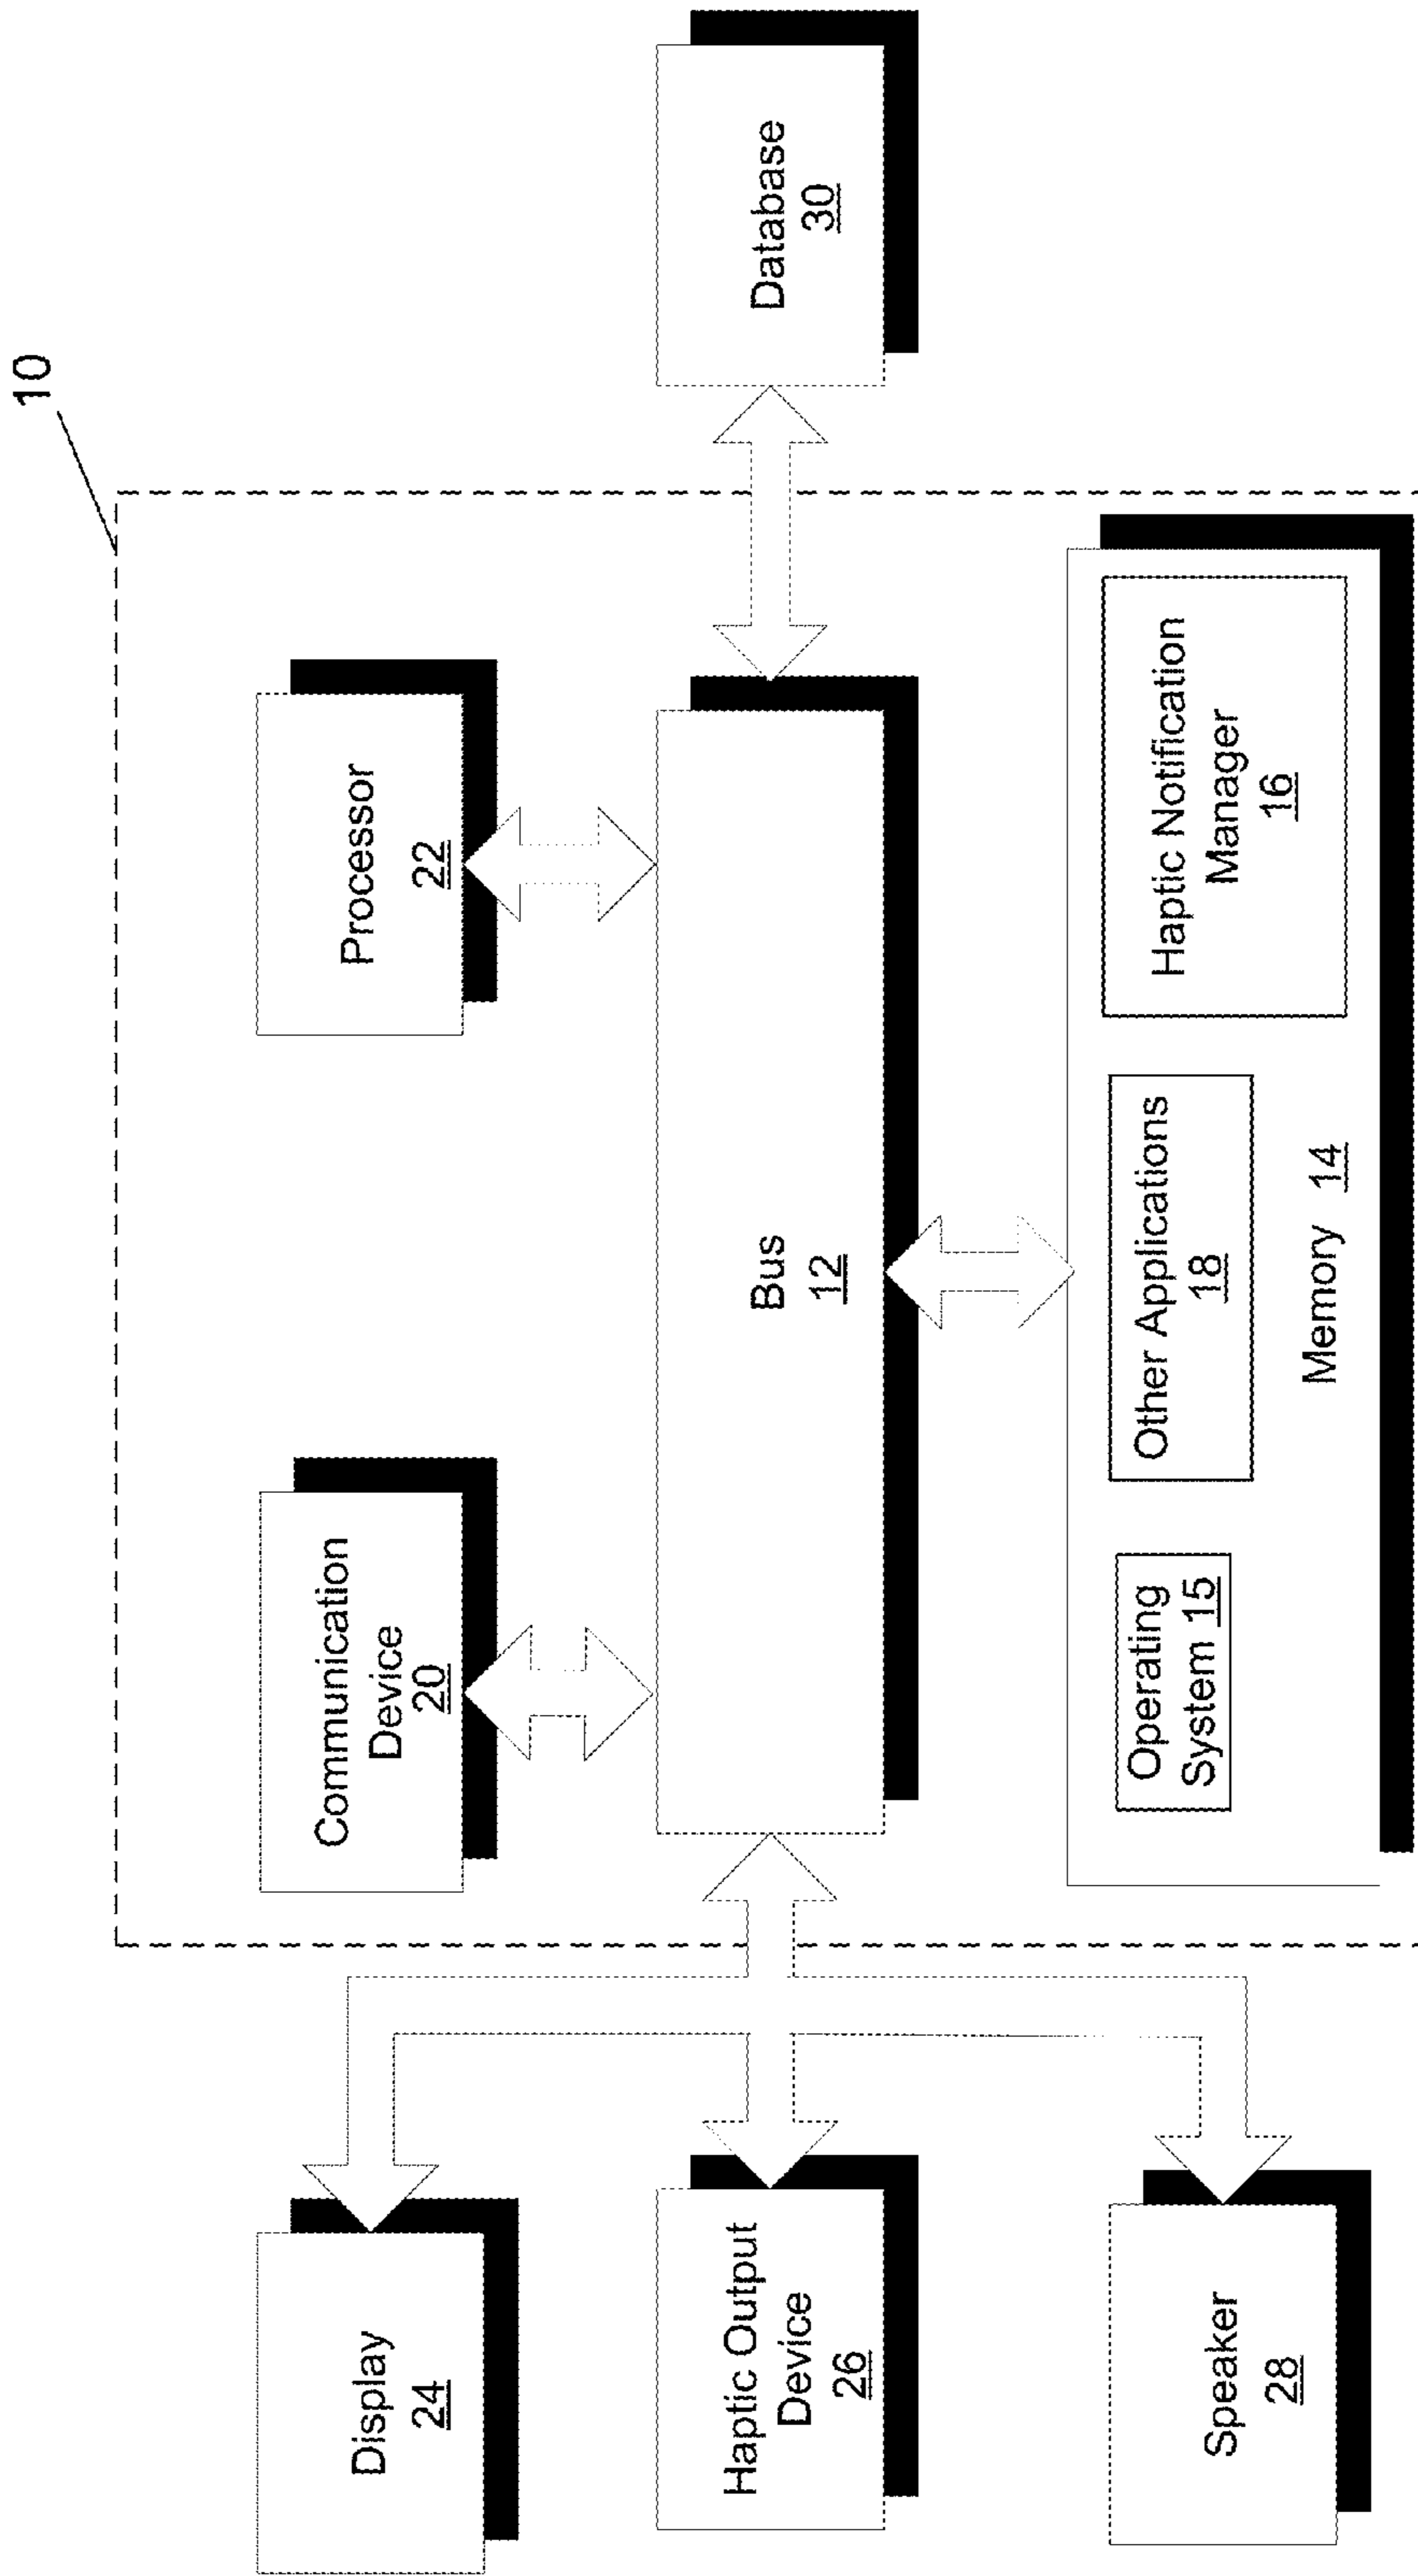 10
Communication
Device
20
Processor
22
Display
24
Haptic Output
Device
26
Speaker
28
Bus
12
Database
30
Operating
System 15
Other Applications
18
Haptic Notification
Manager
16
Memory 14